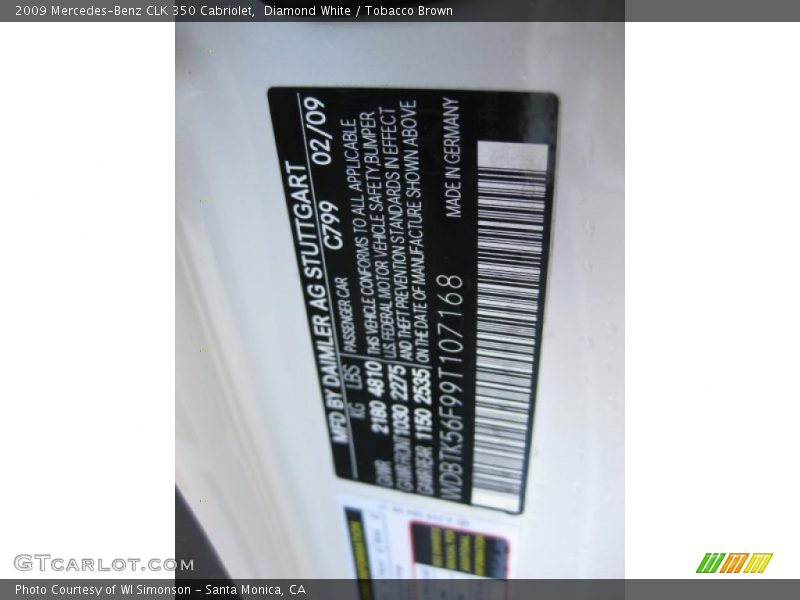 2009 Mercedes-Benz CLK 350 Cabriolet,  Diamond White / Tobacco Brown
MFD BY DAIMLER AG STUTTGART
KG LBS PASSENGER CAR C799 02/09
GVWR 2180 4810 THIS VEHICLE CONFORMS TO ALL APPLICABLE
U.S. FEDERAL MOTOR VEHICLE SAFETY, BUMPER
GAWR FRONT 1030 2275 AND THEFT PREVENTION STANDARDS IN EFFECT
GAWR REAR 1150 2535 ON THE DATE OF MANUFACTURE SHOWN ABOVE
WDBTK56F99T107168 MADE IN GERMANY
GTcarlot.com
Photo Courtesy of WI Simonson - Santa Monica, CA